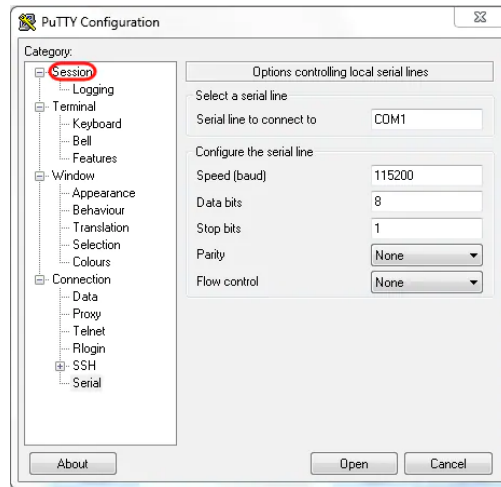 PuTTY Configuration
Category:
Session
Logging
Terminal
Keyboard
Bell
Features
Window
Appearance
Behaviour
Translation
Selection
Colours
Connection
Data
Proxy
Telnet
Rlogin
SSH
Serial
Options controlling local serial lines
Select a serial line
Serial line to connect to COM1
Configure the serial line
Speed (baud) 115200
Data bits 8
Stop bits 1
Parity None
Flow control None
About Open Cancel